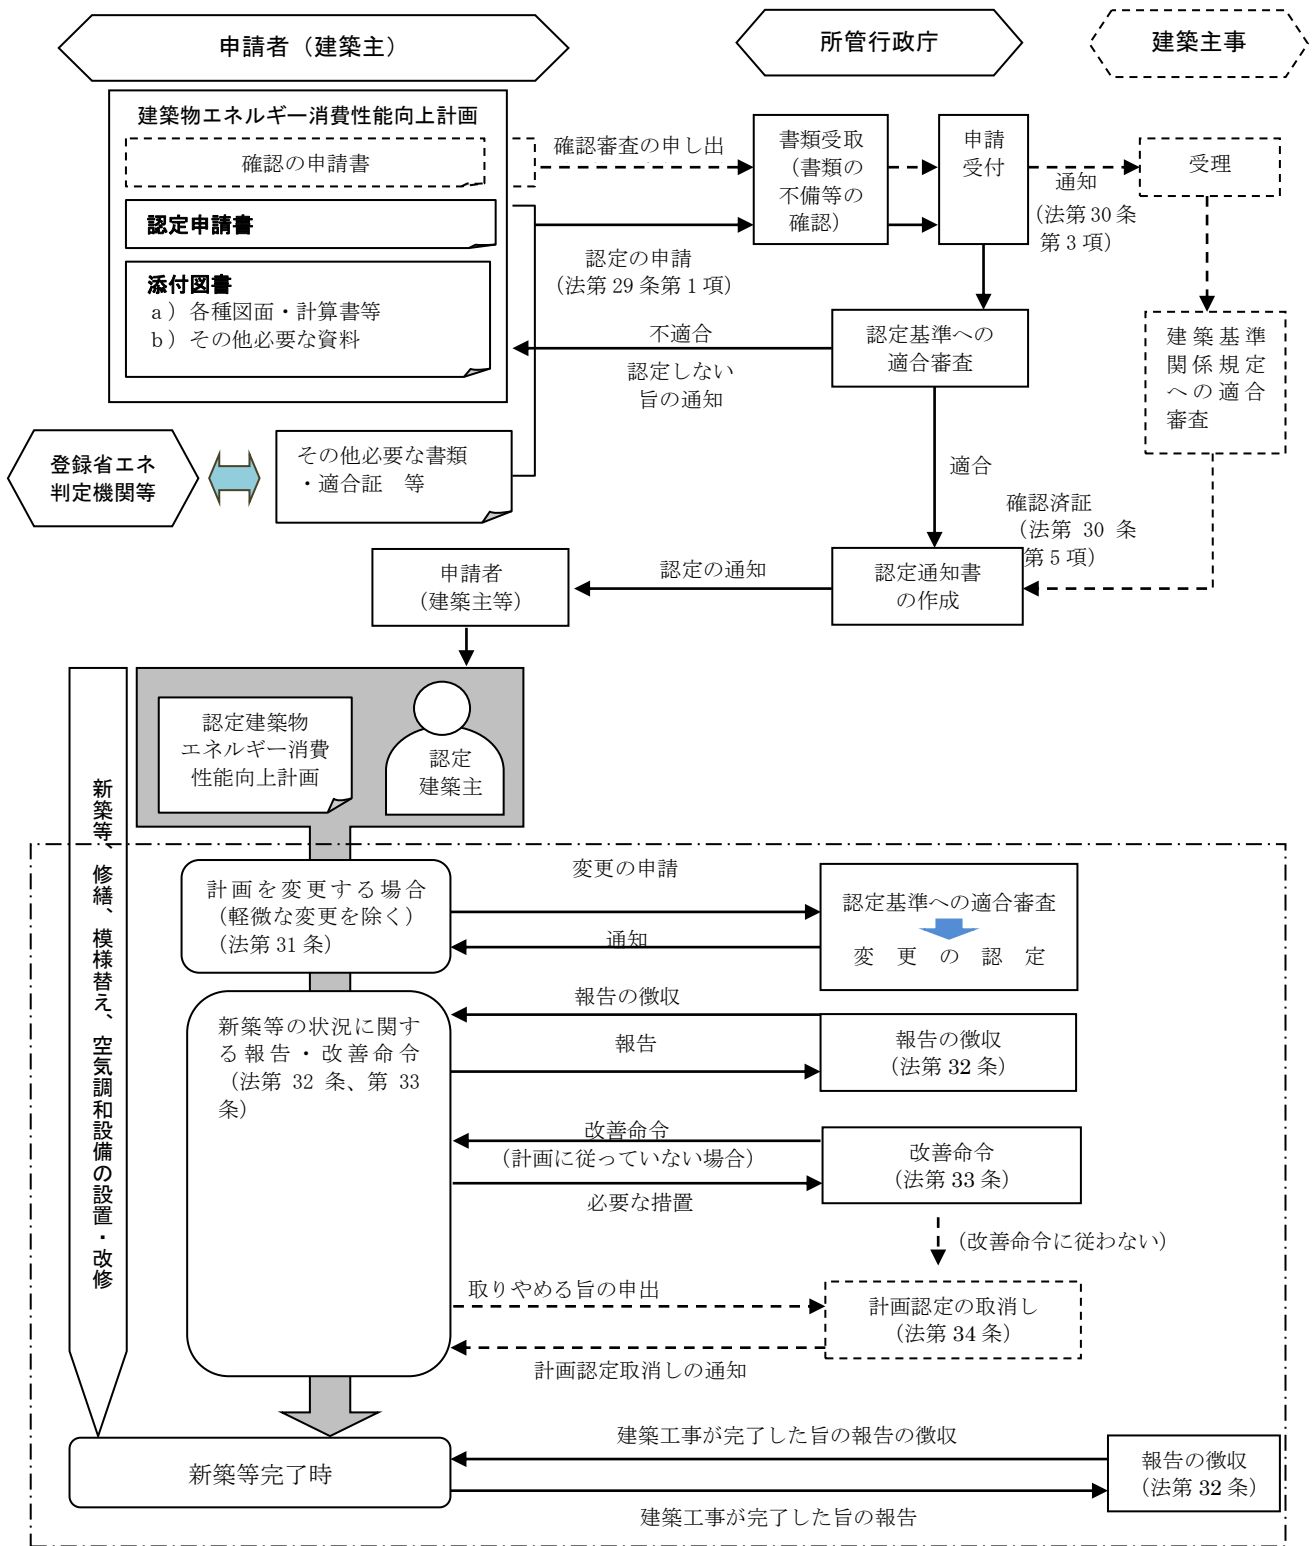 申請者（建築主）
所管行政庁
建築主事
建築物エネルギー消費性能向上計画
確認の申請書
認定申請書
添付図書
ａ）各種図面・計算書等
ｂ）その他必要な資料
確認審査の申し出
書類受取
（書類の
不備等の
確認）
申請
受付
通知
（法第 30 条
第 3 項）
受理
認定の申請
（法第 29 条第 1 項）
不適合
認定しない
旨の通知
認定基準への
適合審査
建築基準
関係規定
への適合
審査
登録省エネ
判定機関等
その他必要な書類
・適合証　等
適合
確認済証
（法第 30 条
第 5 項）
申請者
（建築主等）
認定の通知
認定通知書
の作成
認定建築物
エネルギー消費
性能向上計画
認定
建築主
新築等、修繕、模様替え、空気調和設備の設置・改修
計画を変更する場合
（軽微な変更を除く）
（法第 31 条）
変更の申請
通知
認定基準への適合審査
変更の認定
新築等の状況に関す
る報告・改善命令
（法第 32 条、第 33
条）
報告の徴収
報告
報告の徴収
（法第 32 条）
改善命令
（計画に従っていない場合）
必要な措置
改善命令
（法第 33 条）
（改善命令に従わない）
取りやめる旨の申出
計画認定取消しの通知
計画認定の取消し
（法第 34 条）
新築等完了時
建築工事が完了した旨の報告の徴収
建築工事が完了した旨の報告
報告の徴収
（法第 32 条）